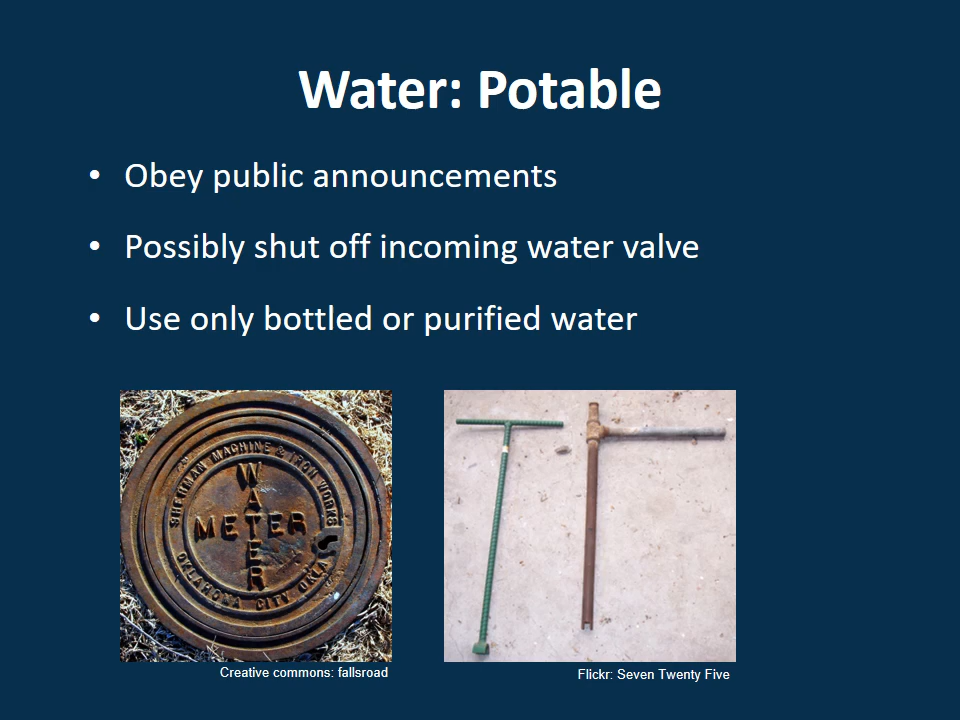 Water: Potable
• Obey public announcements
• Possibly shut off incoming water valve
• Use only bottled or purified water
SHERMAN MACHINE & IRON WORKS
WATER
METER
OKLAHOMA CITY OKLA
Creative commons: fallsroad
Flickr: Seven Twenty Five